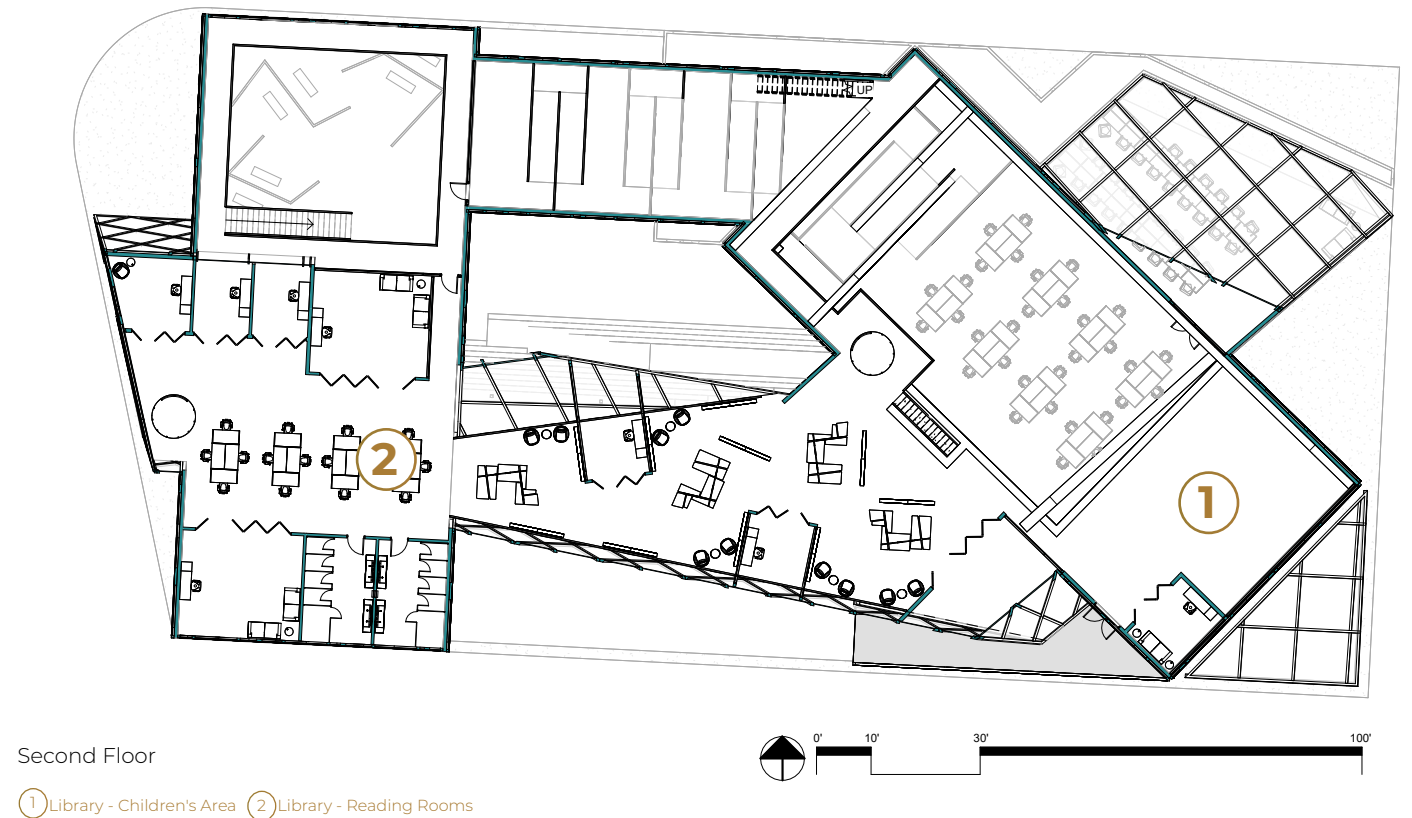 UP
2
1
Second Floor
0' 10' 30' 100'
1 Library - Children's Area 2 Library - Reading Rooms